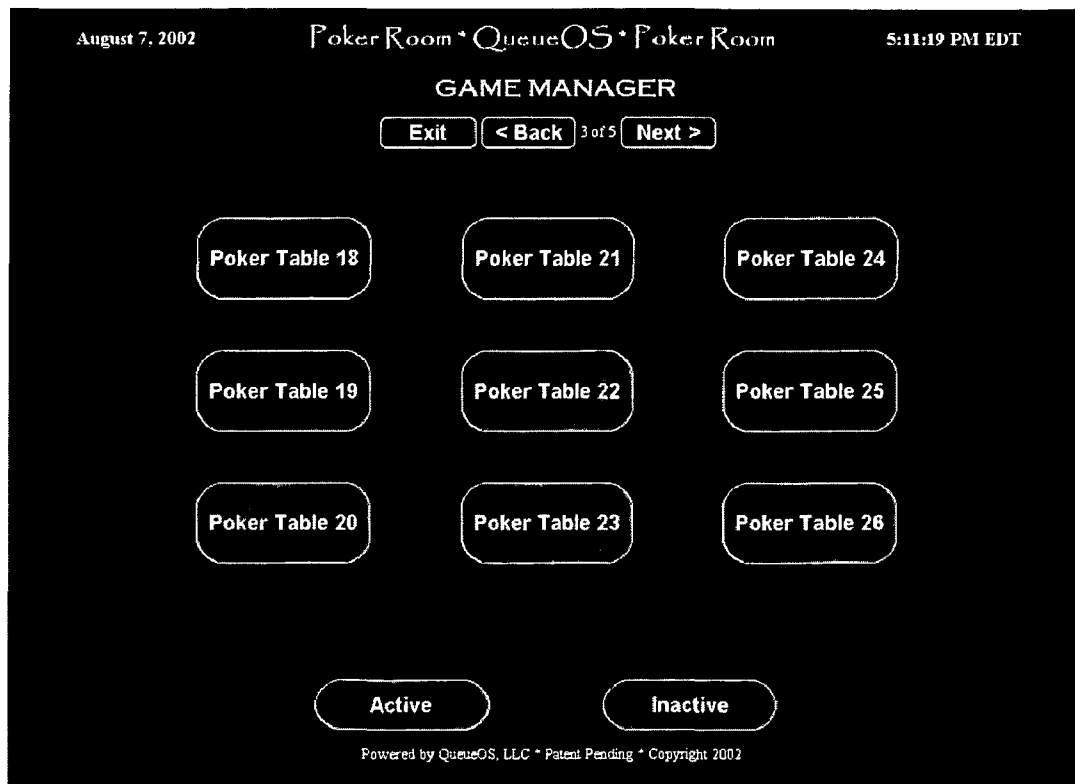 August 7, 2002 Poker Room * QueueOS * Poker Room 5:11:19 PM EDT
GAME MANAGER
Exit < Back 3 of 5 Next >
Poker Table 18 Poker Table 21 Poker Table 24
Poker Table 19 Poker Table 22 Poker Table 25
Poker Table 20 Poker Table 23 Poker Table 26
Active Inactive
Powered by QueueOS, LLC * Patent Pending * Copyright 2002